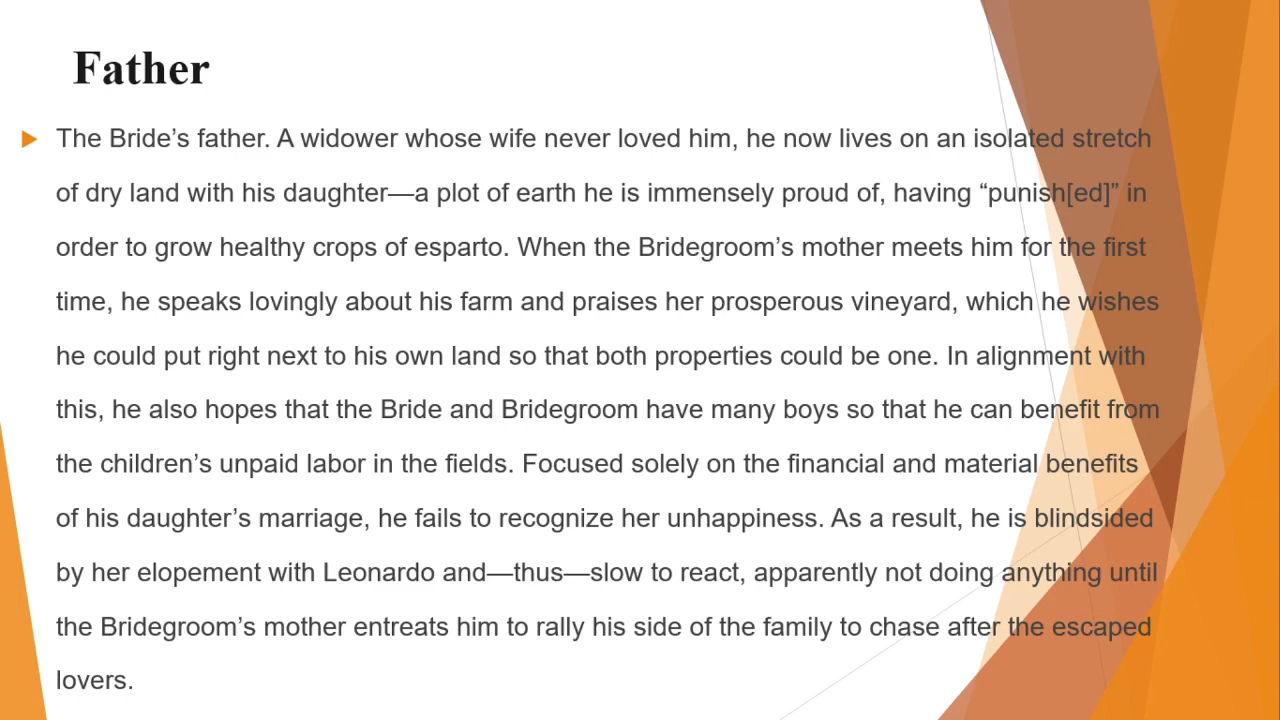 Father
The Bride’s father. A widower whose wife never loved him, he now lives on an isolated stretch
of dry land with his daughter—a plot of earth he is immensely proud of, having “punish[ed]” in
order to grow healthy crops of esparto. When the Bridegroom’s mother meets him for the first
time, he speaks lovingly about his farm and praises her prosperous vineyard, which he wishes
he could put right next to his own land so that both properties could be one. In alignment with
this, he also hopes that the Bride and Bridegroom have many boys so that he can benefit from
the children’s unpaid labor in the fields. Focused solely on the financial and material benefits
of his daughter’s marriage, he fails to recognize her unhappiness. As a result, he is blindsided
by her elopement with Leonardo and—thus—slow to react, apparently not doing anything until
the Bridegroom’s mother entreats him to rally his side of the family to chase after the escaped
lovers.